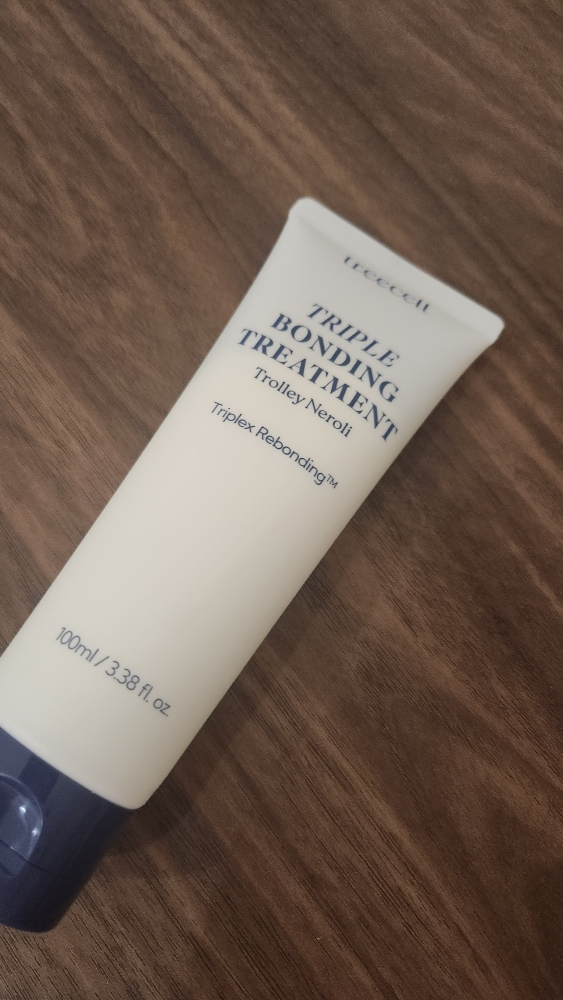 treecell
TRIPLE
BONDING
TREATMENT
Trolley Neroli
Triplex Rebonding™
100ml / 3.38 fl. oz.